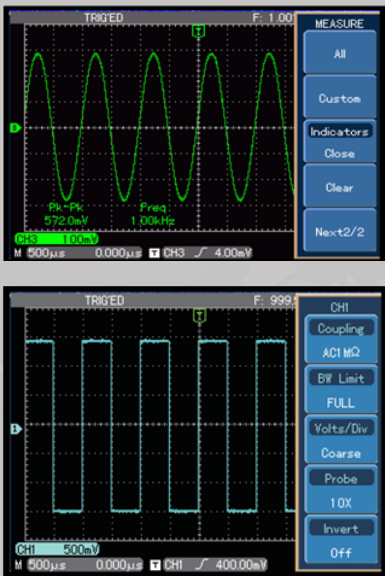 TRIG'ED F: 1.00
MEASURE
T
All
Custom
D
Indicators
Close
Clear
Pk-Pk Freq
572.0mV 1.00kHz
Next2/2
CH3 100mV
M 500µs 0.000µs T CH3 4.00mV
TRIG'ED F: 999.
CH1
T
Coupling
AC1MΩ
BW Limit
FULL
1
Volts/Div
Coarse
Probe
10X
Invert
CH1 500mV
Off
M 500µs 0.000µs T CH1 400.00mV